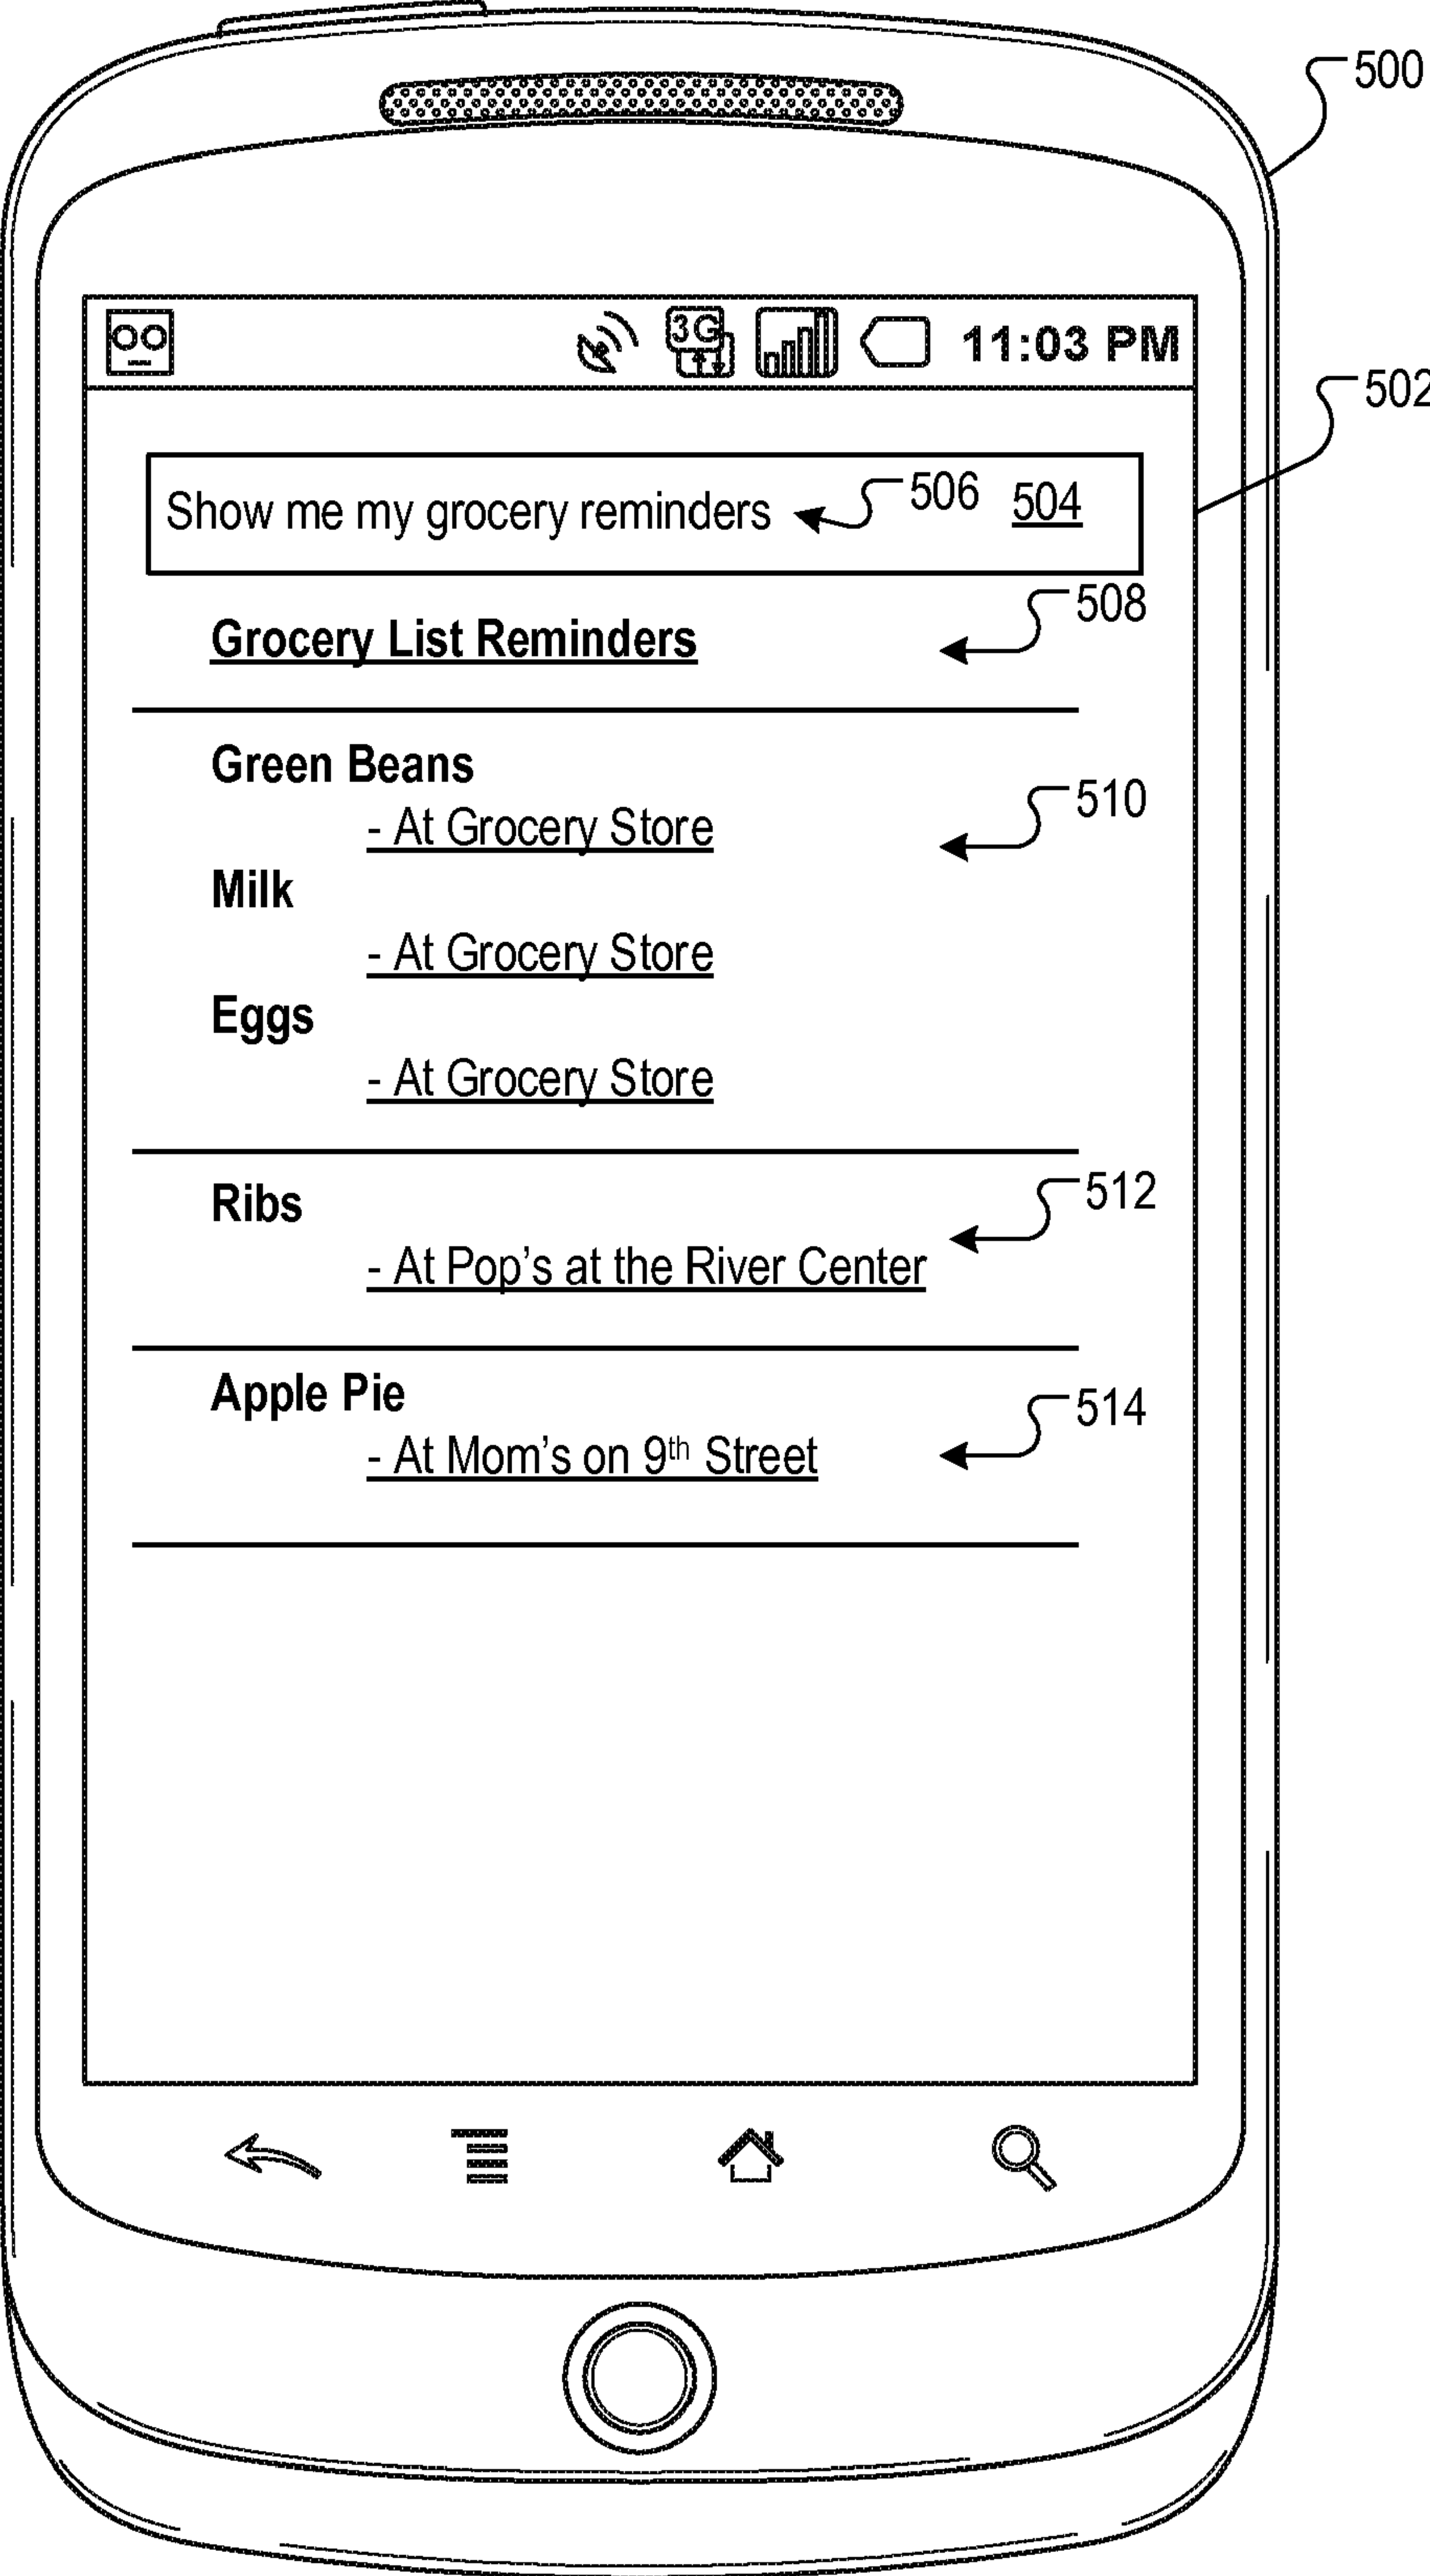 500
3G 11:03 PM
502
Show me my grocery reminders 506 504
508
Grocery List Reminders
Green Beans
510
- At Grocery Store
Milk
- At Grocery Store
Eggs
- At Grocery Store
512
Ribs
- At Pop's at the River Center
Apple Pie
514
- At Mom's on 9th Street